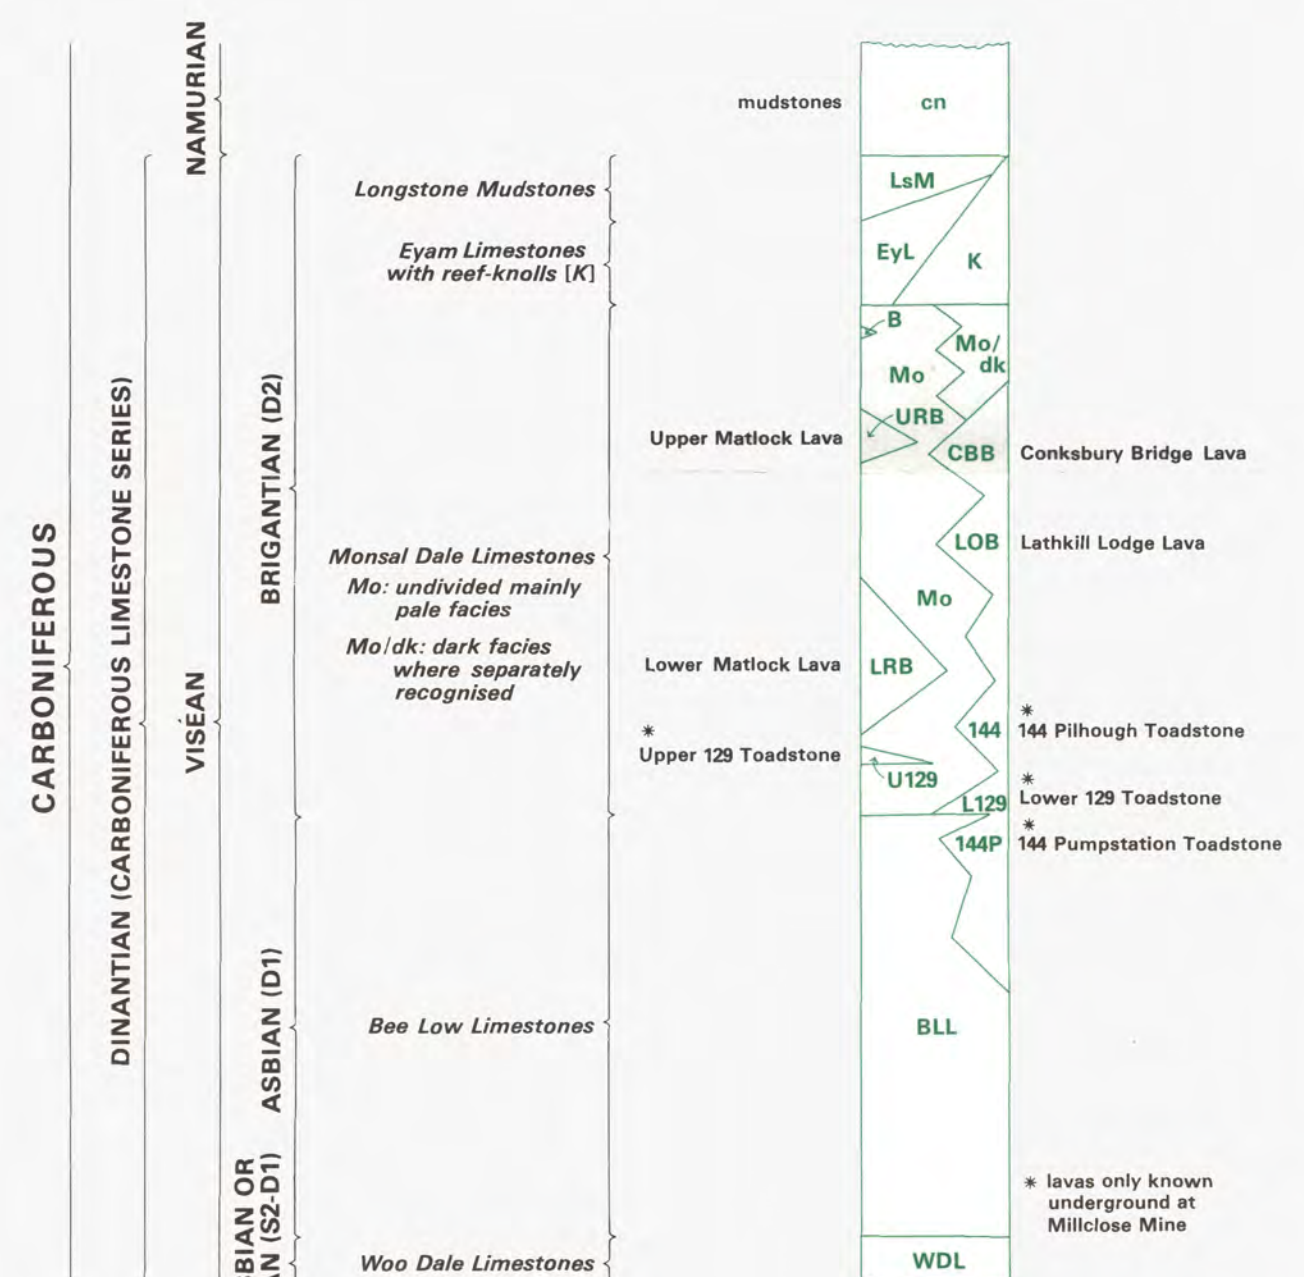 CARBONIFEROUS
DINANTIAN (CARBONIFEROUS LIMESTONE SERIES)
NAMURIAN
VISÉAN
BRIGANTIAN (D2)
ASBIAN (D1)
OR
(S2-D1)
Longstone Mudstones
Eyam Limestones
with reef-knolls [K]
Monsal Dale Limestones
Mo: undivided mainly
pale facies
Mo/dk: dark facies
where separately
recognised
Bee Low Limestones
Woo Dale Limestones
mudstones
Upper Matlock Lava
Lower Matlock Lava
*
Upper 129 Toadstone
cn
LsM
EyL
K
B
Mo/
dk
Mo
URB
CBB
LOB
Mo
LRB
144
U129
L129
144P
BLL
WDL
Conksbury Bridge Lava
Lathkill Lodge Lava
*
144 Pilhough Toadstone
*
Lower 129 Toadstone
*
144 Pumpstation Toadstone
* lavas only known
underground at
Millclose Mine